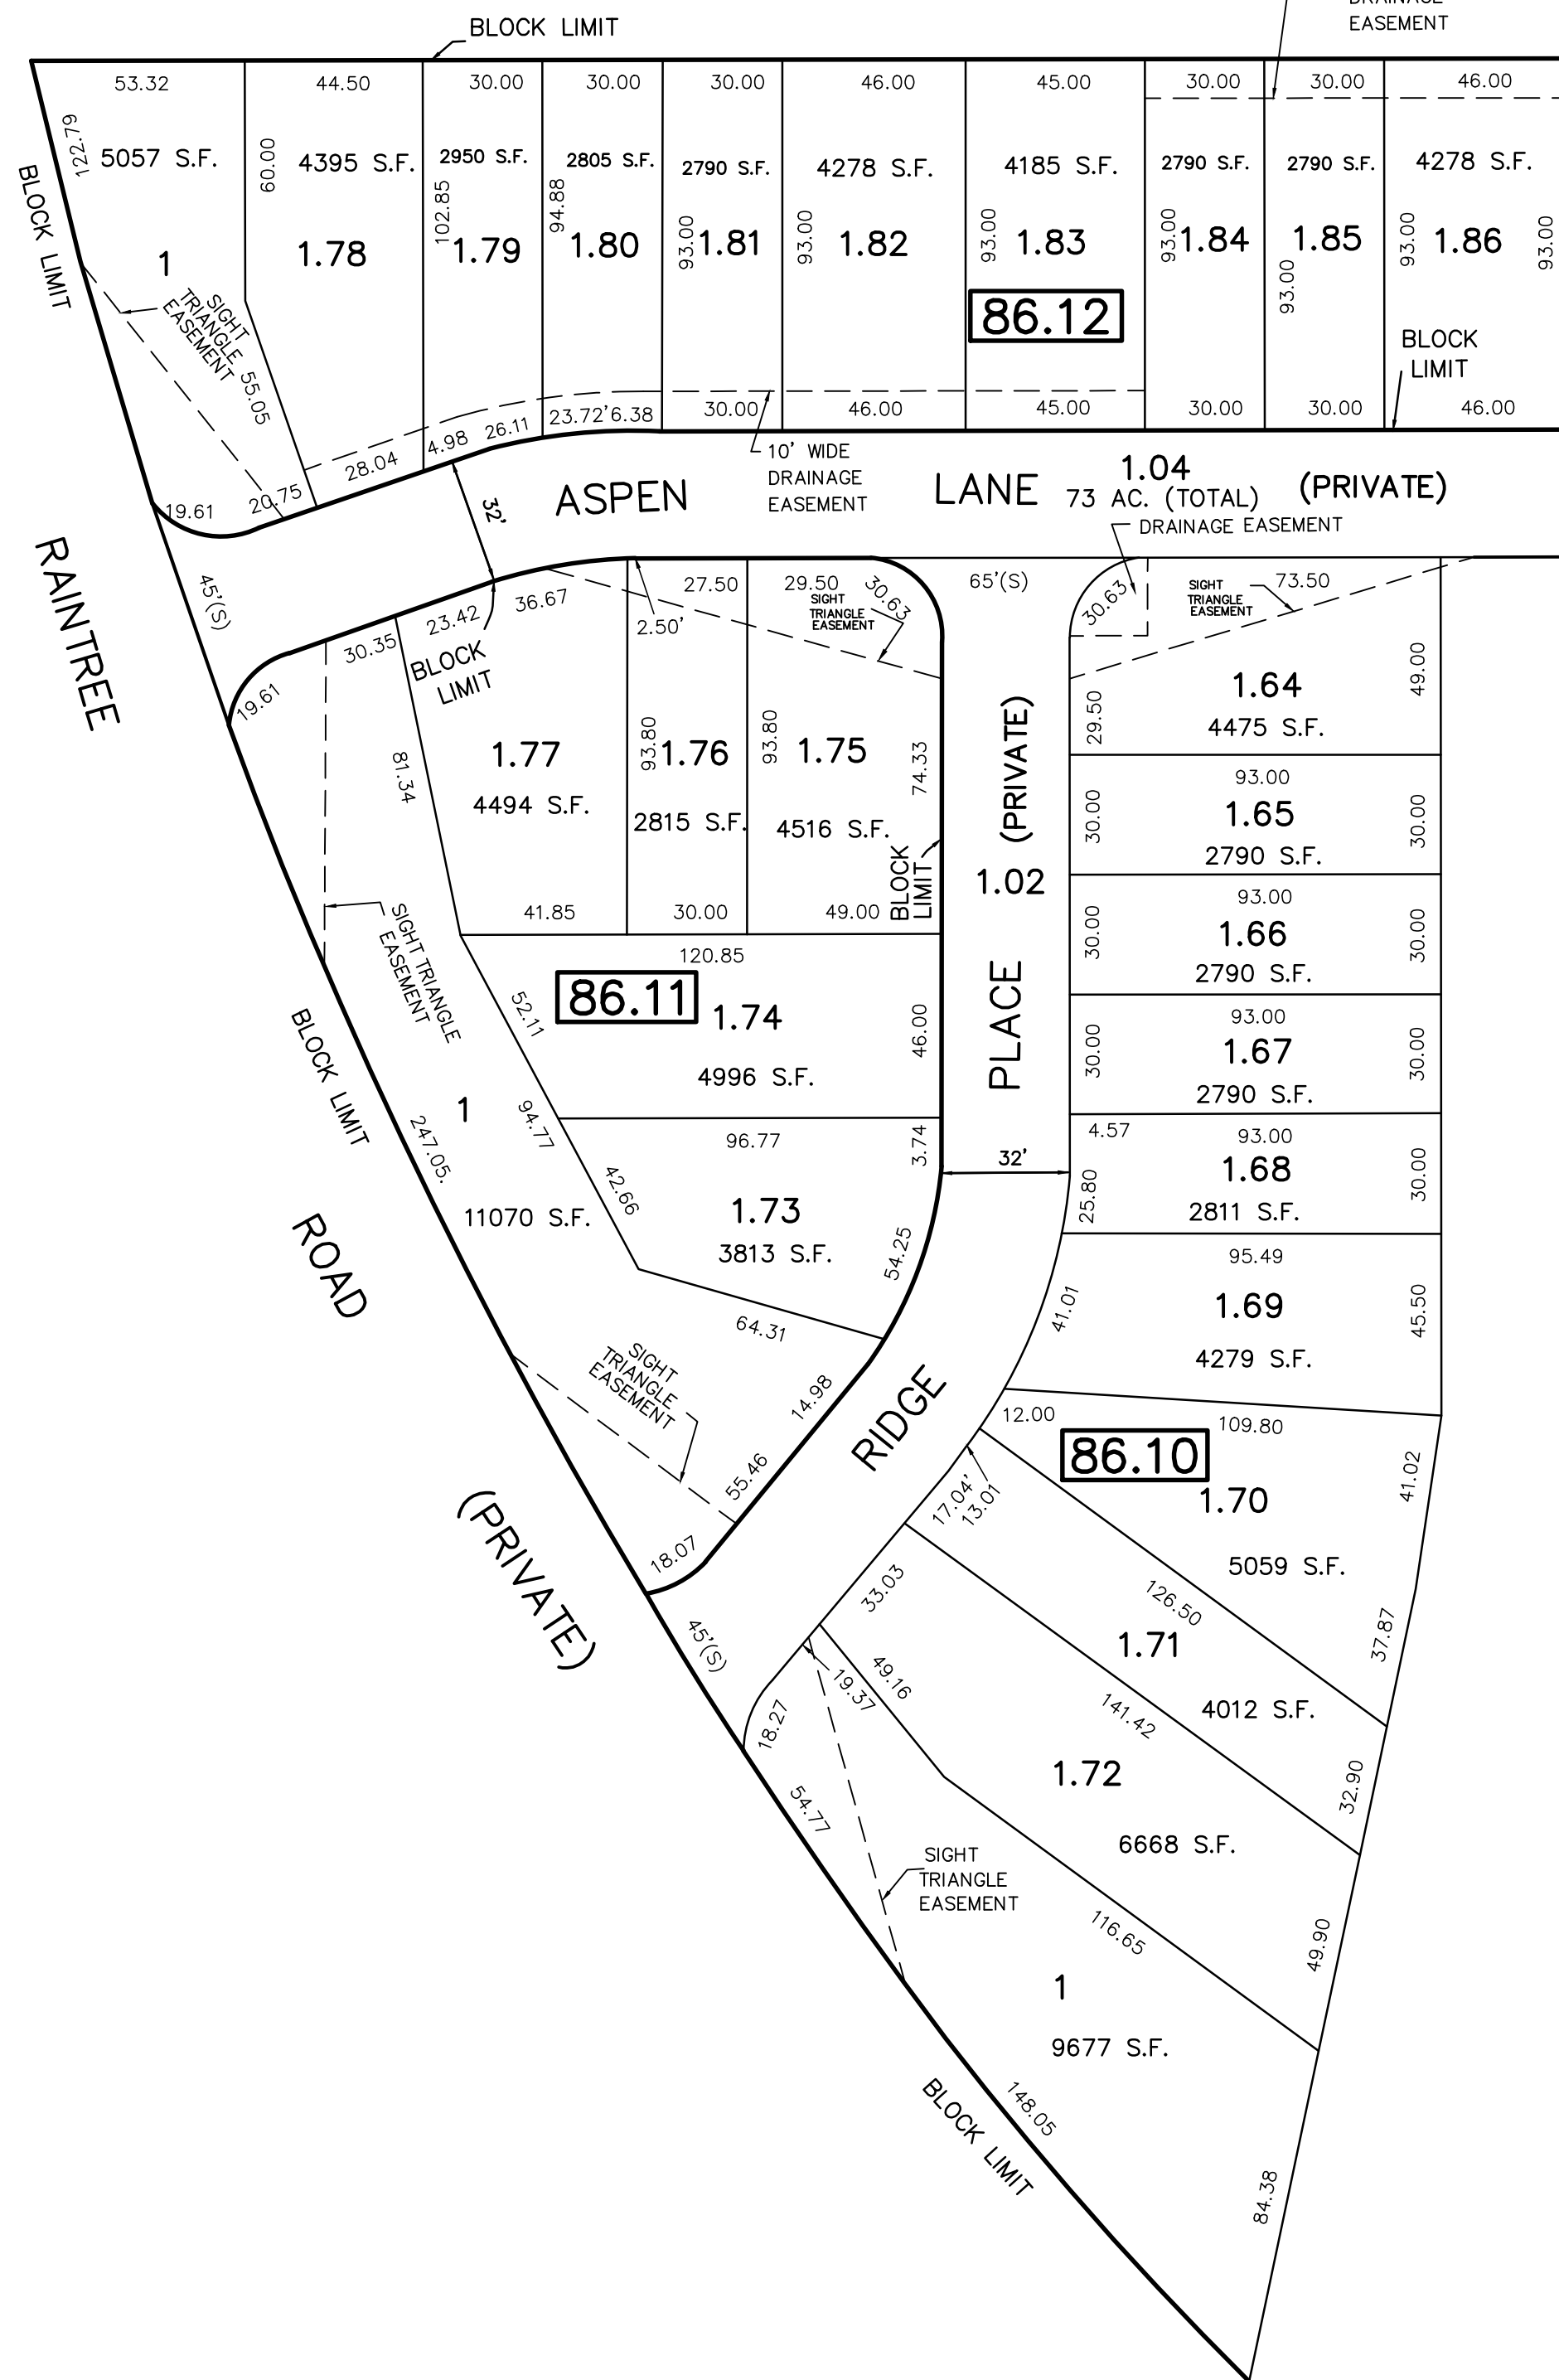 DRAINAGE
EASEMENT
BLOCK LIMIT
53.32
44.50
30.00
30.00
30.00
46.00
45.00
30.00
30.00
46.00
122.79
5057 S.F.
60.00
4395 S.F.
2950 S.F.
2805 S.F.
2790 S.F.
4278 S.F.
4185 S.F.
2790 S.F.
2790 S.F.
4278 S.F.
BLOCK LIMIT
1
1.78
102.85
1.79
94.88
1.80
93.00
1.81
93.00
1.82
93.00
1.83
93.00
1.84
93.00
1.85
93.00
1.86
93.00
86.12
SIGHT
TRIANGLE
EASEMENT
55.05
BLOCK
LIMIT
19.61
20.75
28.04
4.98
26.11
23.72'
6.38
30.00
46.00
45.00
30.00
30.00
46.00
10' WIDE
DRAINAGE
EASEMENT
32'
ASPEN
LANE
1.04
73 AC. (TOTAL)
(PRIVATE)
DRAINAGE EASEMENT
RAINTREE
45'(S)
19.61
30.35
23.42
36.67
2.50'
27.50
29.50
30.63
SIGHT
TRIANGLE
EASEMENT
65'(S)
30.63
SIGHT
TRIANGLE
EASEMENT
73.50
BLOCK
LIMIT
81.34
1.77
4494 S.F.
93.80
1.76
2815 S.F.
93.80
1.75
4516 S.F.
74.33
BLOCK
LIMIT
41.85
30.00
49.00
(PRIVATE)
1.02
PLACE
29.50
1.64
4475 S.F.
49.00
93.00
30.00
1.65
2790 S.F.
30.00
93.00
30.00
1.66
2790 S.F.
30.00
93.00
30.00
1.67
2790 S.F.
30.00
4.57
93.00
25.80
1.68
2811 S.F.
30.00
95.49
41.01
1.69
4279 S.F.
45.50
SIGHT TRIANGLE
EASEMENT
120.85
86.11
1.74
4996 S.F.
52.11
46.00
BLOCK LIMIT
1
94.77
247.05.
11070 S.F.
96.77
3.74
42.66
1.73
3813 S.F.
54.25
32'
64.31
ROAD
SIGHT
TRIANGLE
EASEMENT
14.98
55.46
18.07
RIDGE
(PRIVATE)
45'(S)
12.00
109.80
86.10
1.70
5059 S.F.
41.02
17.04'
13.01
126.50
37.87
33.03
1.71
4012 S.F.
141.42
32.90
49.16
19.37
18.27
1.72
6668 S.F.
49.90
54.77
SIGHT
TRIANGLE
EASEMENT
116.65
1
9677 S.F.
148.05
BLOCK LIMIT
84.38